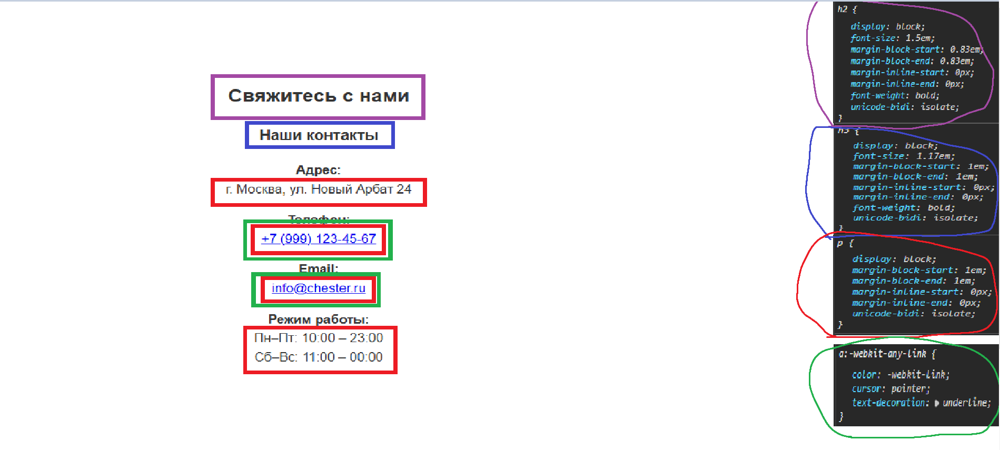 Свяжитесь с нами
Наши контакты
Адрес:
г. Москва, ул. Новый Арбат 24
Телефон:
+7 (999) 123-45-67
Email:
info@chester.ru
Режим работы:
Пн–Пт: 10:00 – 23:00
Сб–Вс: 11:00 – 00:00
h2 {
display: block;
font-size: 1.5em;
margin-block-start: 0.83em;
margin-block-end: 0.83em;
margin-inline-start: 0px;
margin-inline-end: 0px;
font-weight: bold;
unicode-bidi: isolate;
}
h3 {
display: block;
font-size: 1.17em;
margin-block-start: 1em;
margin-block-end: 1em;
margin-inline-start: 0px;
margin-inline-end: 0px;
font-weight: bold;
unicode-bidi: isolate;
}
p {
display: block;
margin-block-start: 1em;
margin-block-end: 1em;
margin-inline-start: 0px;
margin-inline-end: 0px;
unicode-bidi: isolate;
}
a:-webkit-any-link {
color: -webkit-link;
cursor: pointer;
text-decoration: ▶ underline;
}